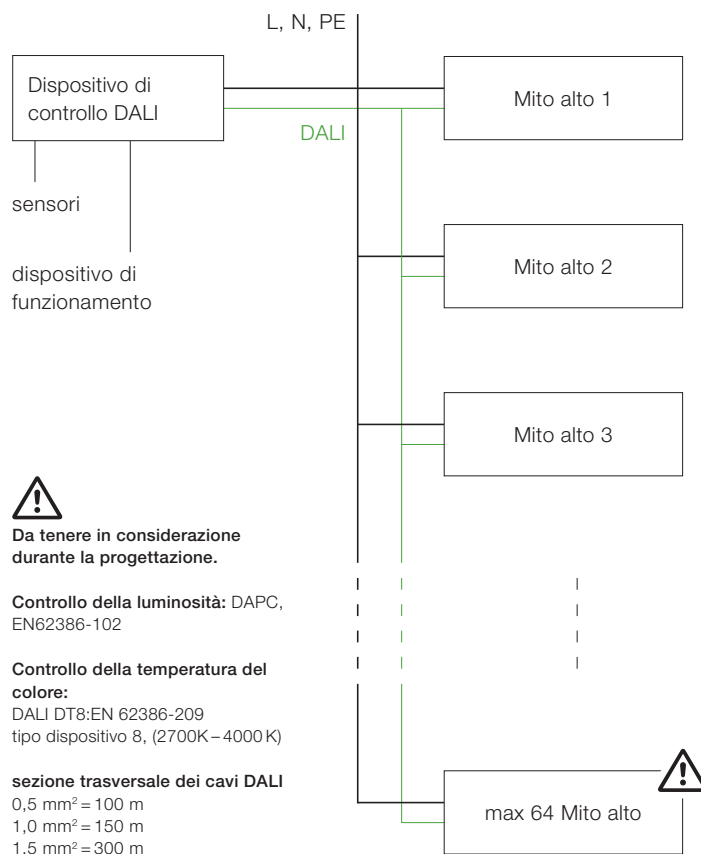 L, N, PE
Dispositivo di
controllo DALI
Mito alto 1
DALI
sensori
Mito alto 2
dispositivo di
funzionamento
Mito alto 3
Da tenere in considerazione
durante la progettazione.
Controllo della luminosità: DAPC,
EN62386-102
Controllo della temperatura del
colore:
DALI DT8:EN 62386-209
tipo dispositivo 8, (2700K – 4000 K)
sezione trasversale dei cavi DALI
0,5 mm² = 100 m
1,0 mm² = 150 m
1,5 mm² = 300 m
max 64 Mito alto